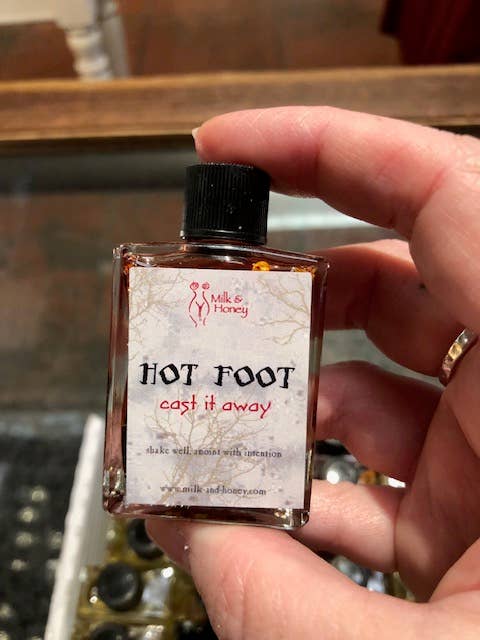 Milk &
Honey
HOT FOOT
cast it away
shake well, anoint with intention
www.milk-and-honey.com